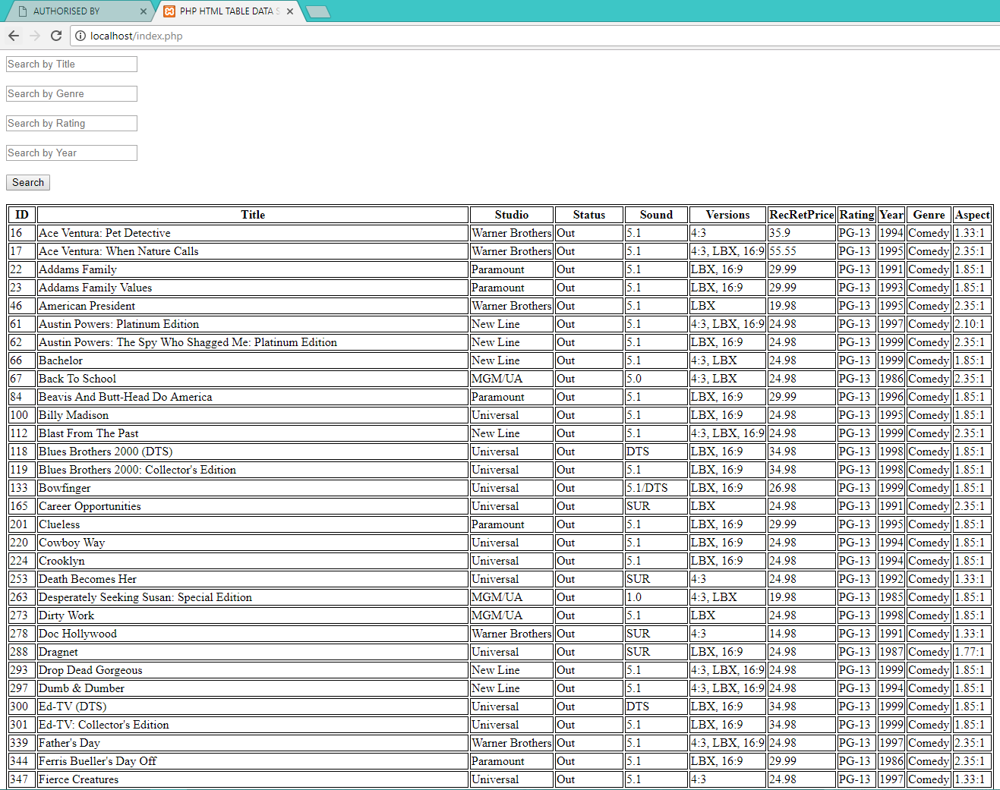 AUTHORISED BY
PHP HTML TABLE DATA S
localhost/index.php
Search by Title
Search by Genre
Search by Rating
Search by Year
Search
ID Title Studio Status Sound Versions RecRetPrice Rating Year Genre Aspect
16 Ace Ventura: Pet Detective Warner Brothers Out 5.1 4:3 35.9 PG-13 1994 Comedy 1.33:1
17 Ace Ventura: When Nature Calls Warner Brothers Out 5.1 4:3, LBX, 16:9 55.55 PG-13 1995 Comedy 2.35:1
22 Addams Family Paramount Out 5.1 LBX, 16:9 29.99 PG-13 1991 Comedy 1.85:1
23 Addams Family Values Paramount Out 5.1 LBX, 16:9 29.99 PG-13 1993 Comedy 1.85:1
46 American President Warner Brothers Out 5.1 LBX 19.98 PG-13 1995 Comedy 2.35:1
61 Austin Powers: Platinum Edition New Line Out 5.1 4:3, LBX, 16:9 24.98 PG-13 1997 Comedy 2.10:1
62 Austin Powers: The Spy Who Shagged Me: Platinum Edition New Line Out 5.1 LBX, 16:9 24.98 PG-13 1999 Comedy 2.35:1
66 Bachelor New Line Out 5.1 4:3, LBX 24.98 PG-13 1999 Comedy 1.85:1
67 Back To School MGM/UA Out 5.0 4:3, LBX 24.98 PG-13 1986 Comedy 2.35:1
84 Beavis And Butt-Head Do America Paramount Out 5.1 LBX, 16:9 29.99 PG-13 1996 Comedy 1.85:1
100 Billy Madison Universal Out 5.1 LBX, 16:9 24.98 PG-13 1995 Comedy 1.85:1
112 Blast From The Past New Line Out 5.1 4:3, LBX, 16:9 24.98 PG-13 1999 Comedy 2.35:1
118 Blues Brothers 2000 (DTS) Universal Out DTS LBX, 16:9 34.98 PG-13 1998 Comedy 1.85:1
119 Blues Brothers 2000: Collector's Edition Universal Out 5.1 LBX, 16:9 34.98 PG-13 1998 Comedy 1.85:1
133 Bowfinger Universal Out 5.1/DTS LBX, 16:9 26.98 PG-13 1999 Comedy 1.85:1
165 Career Opportunities Universal Out SUR LBX 24.98 PG-13 1991 Comedy 2.35:1
201 Clueless Paramount Out 5.1 LBX, 16:9 29.99 PG-13 1995 Comedy 1.85:1
220 Cowboy Way Universal Out 5.1 LBX, 16:9 24.98 PG-13 1994 Comedy 1.85:1
224 Crooklyn Universal Out 5.1 LBX, 16:9 24.98 PG-13 1994 Comedy 1.85:1
253 Death Becomes Her Universal Out SUR 4:3 24.98 PG-13 1992 Comedy 1.33:1
263 Desperately Seeking Susan: Special Edition MGM/UA Out 1.0 4:3, LBX 19.98 PG-13 1985 Comedy 1.85:1
273 Dirty Work MGM/UA Out 5.1 LBX 24.98 PG-13 1998 Comedy 1.85:1
278 Doc Hollywood Warner Brothers Out SUR 4:3 14.98 PG-13 1991 Comedy 1.33:1
288 Dragnet Universal Out SUR LBX, 16:9 24.98 PG-13 1987 Comedy 1.77:1
293 Drop Dead Gorgeous New Line Out 5.1 4:3, LBX, 16:9 24.98 PG-13 1999 Comedy 1.85:1
297 Dumb & Dumber New Line Out 5.1 4:3, LBX, 16:9 24.98 PG-13 1994 Comedy 1.85:1
300 Ed-TV (DTS) Universal Out DTS LBX, 16:9 34.98 PG-13 1999 Comedy 1.85:1
301 Ed-TV: Collector's Edition Universal Out 5.1 LBX, 16:9 34.98 PG-13 1999 Comedy 1.85:1
339 Father's Day Warner Brothers Out 5.1 4:3, LBX, 16:9 24.98 PG-13 1997 Comedy 2.35:1
344 Ferris Bueller's Day Off Paramount Out 5.1 LBX, 16:9 29.99 PG-13 1986 Comedy 2.35:1
347 Fierce Creatures Universal Out 5.1 4:3 24.98 PG-13 1997 Comedy 1.33:1